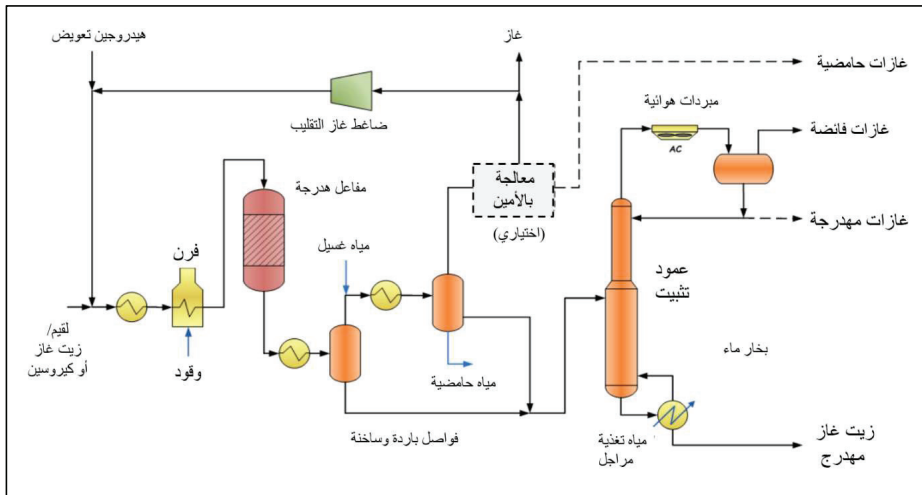 هيدروجين تعويض
غاز
غازات حامضية
مبردات هوائية
AC
غازات فائضة
ضاغط غاز التقليب
معالجة
بالأمين
(اختياري)
مفاعل هدرجة
غازات مهدرجة
مياه غسيل
فرن
عمود
تثبيت
لقيم/
زيت غاز
أو كيروسين
وقود
مياه حامضية
بخار ماء
فواصل باردة وساخنة
مياه تغذية
مراجل
زيت غاز
مهدرج